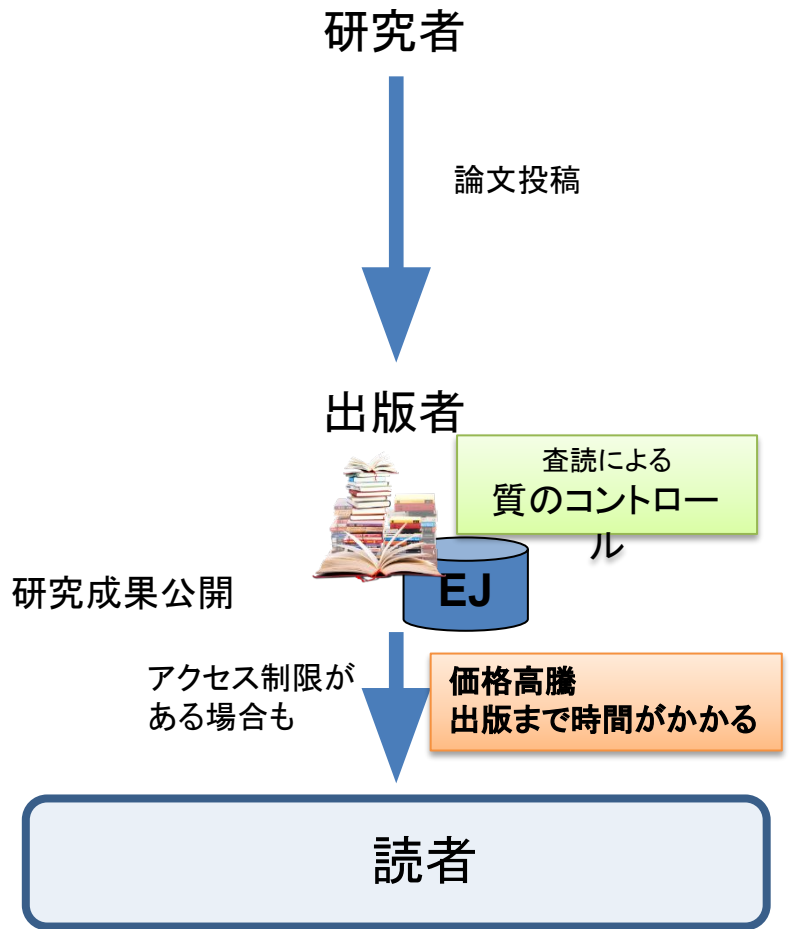 研究者
論文投稿
出版者
査読による
質のコントロー
ル
EJ
研究成果公開
アクセス制限が
ある場合も
価格高騰
出版まで時間がかかる
読者